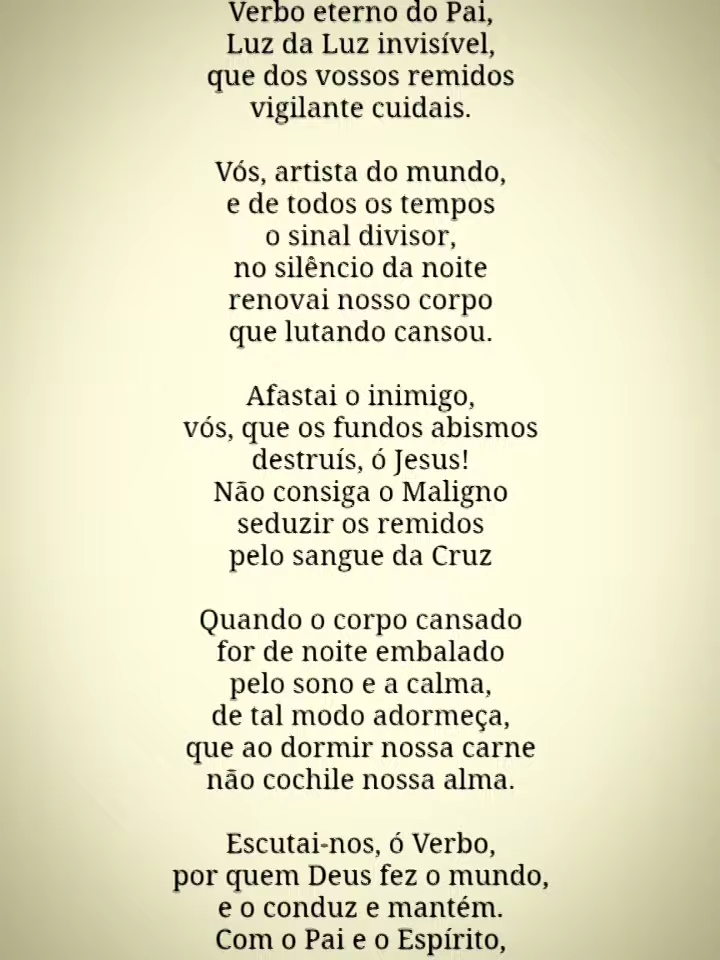 Verbo eterno do Pai,
Luz da Luz invisível,
que dos vossos remidos
vigilante cuidais.
Vós, artista do mundo,
e de todos os tempos
o sinal divisor,
no silêncio da noite
renovai nosso corpo
que lutando cansou.
Afastai o inimigo,
vós, que os fundos abismos
destruís, ó Jesus!
Não consiga o Maligno
seduzir os remidos
pelo sangue da Cruz
Quando o corpo cansado
for de noite embalado
pelo sono e a calma,
de tal modo adormeça,
que ao dormir nossa carne
não cochile nossa alma.
Escutai-nos, ó Verbo,
por quem Deus fez o mundo,
e o conduz e mantém.
Com o Pai e o Espírito,